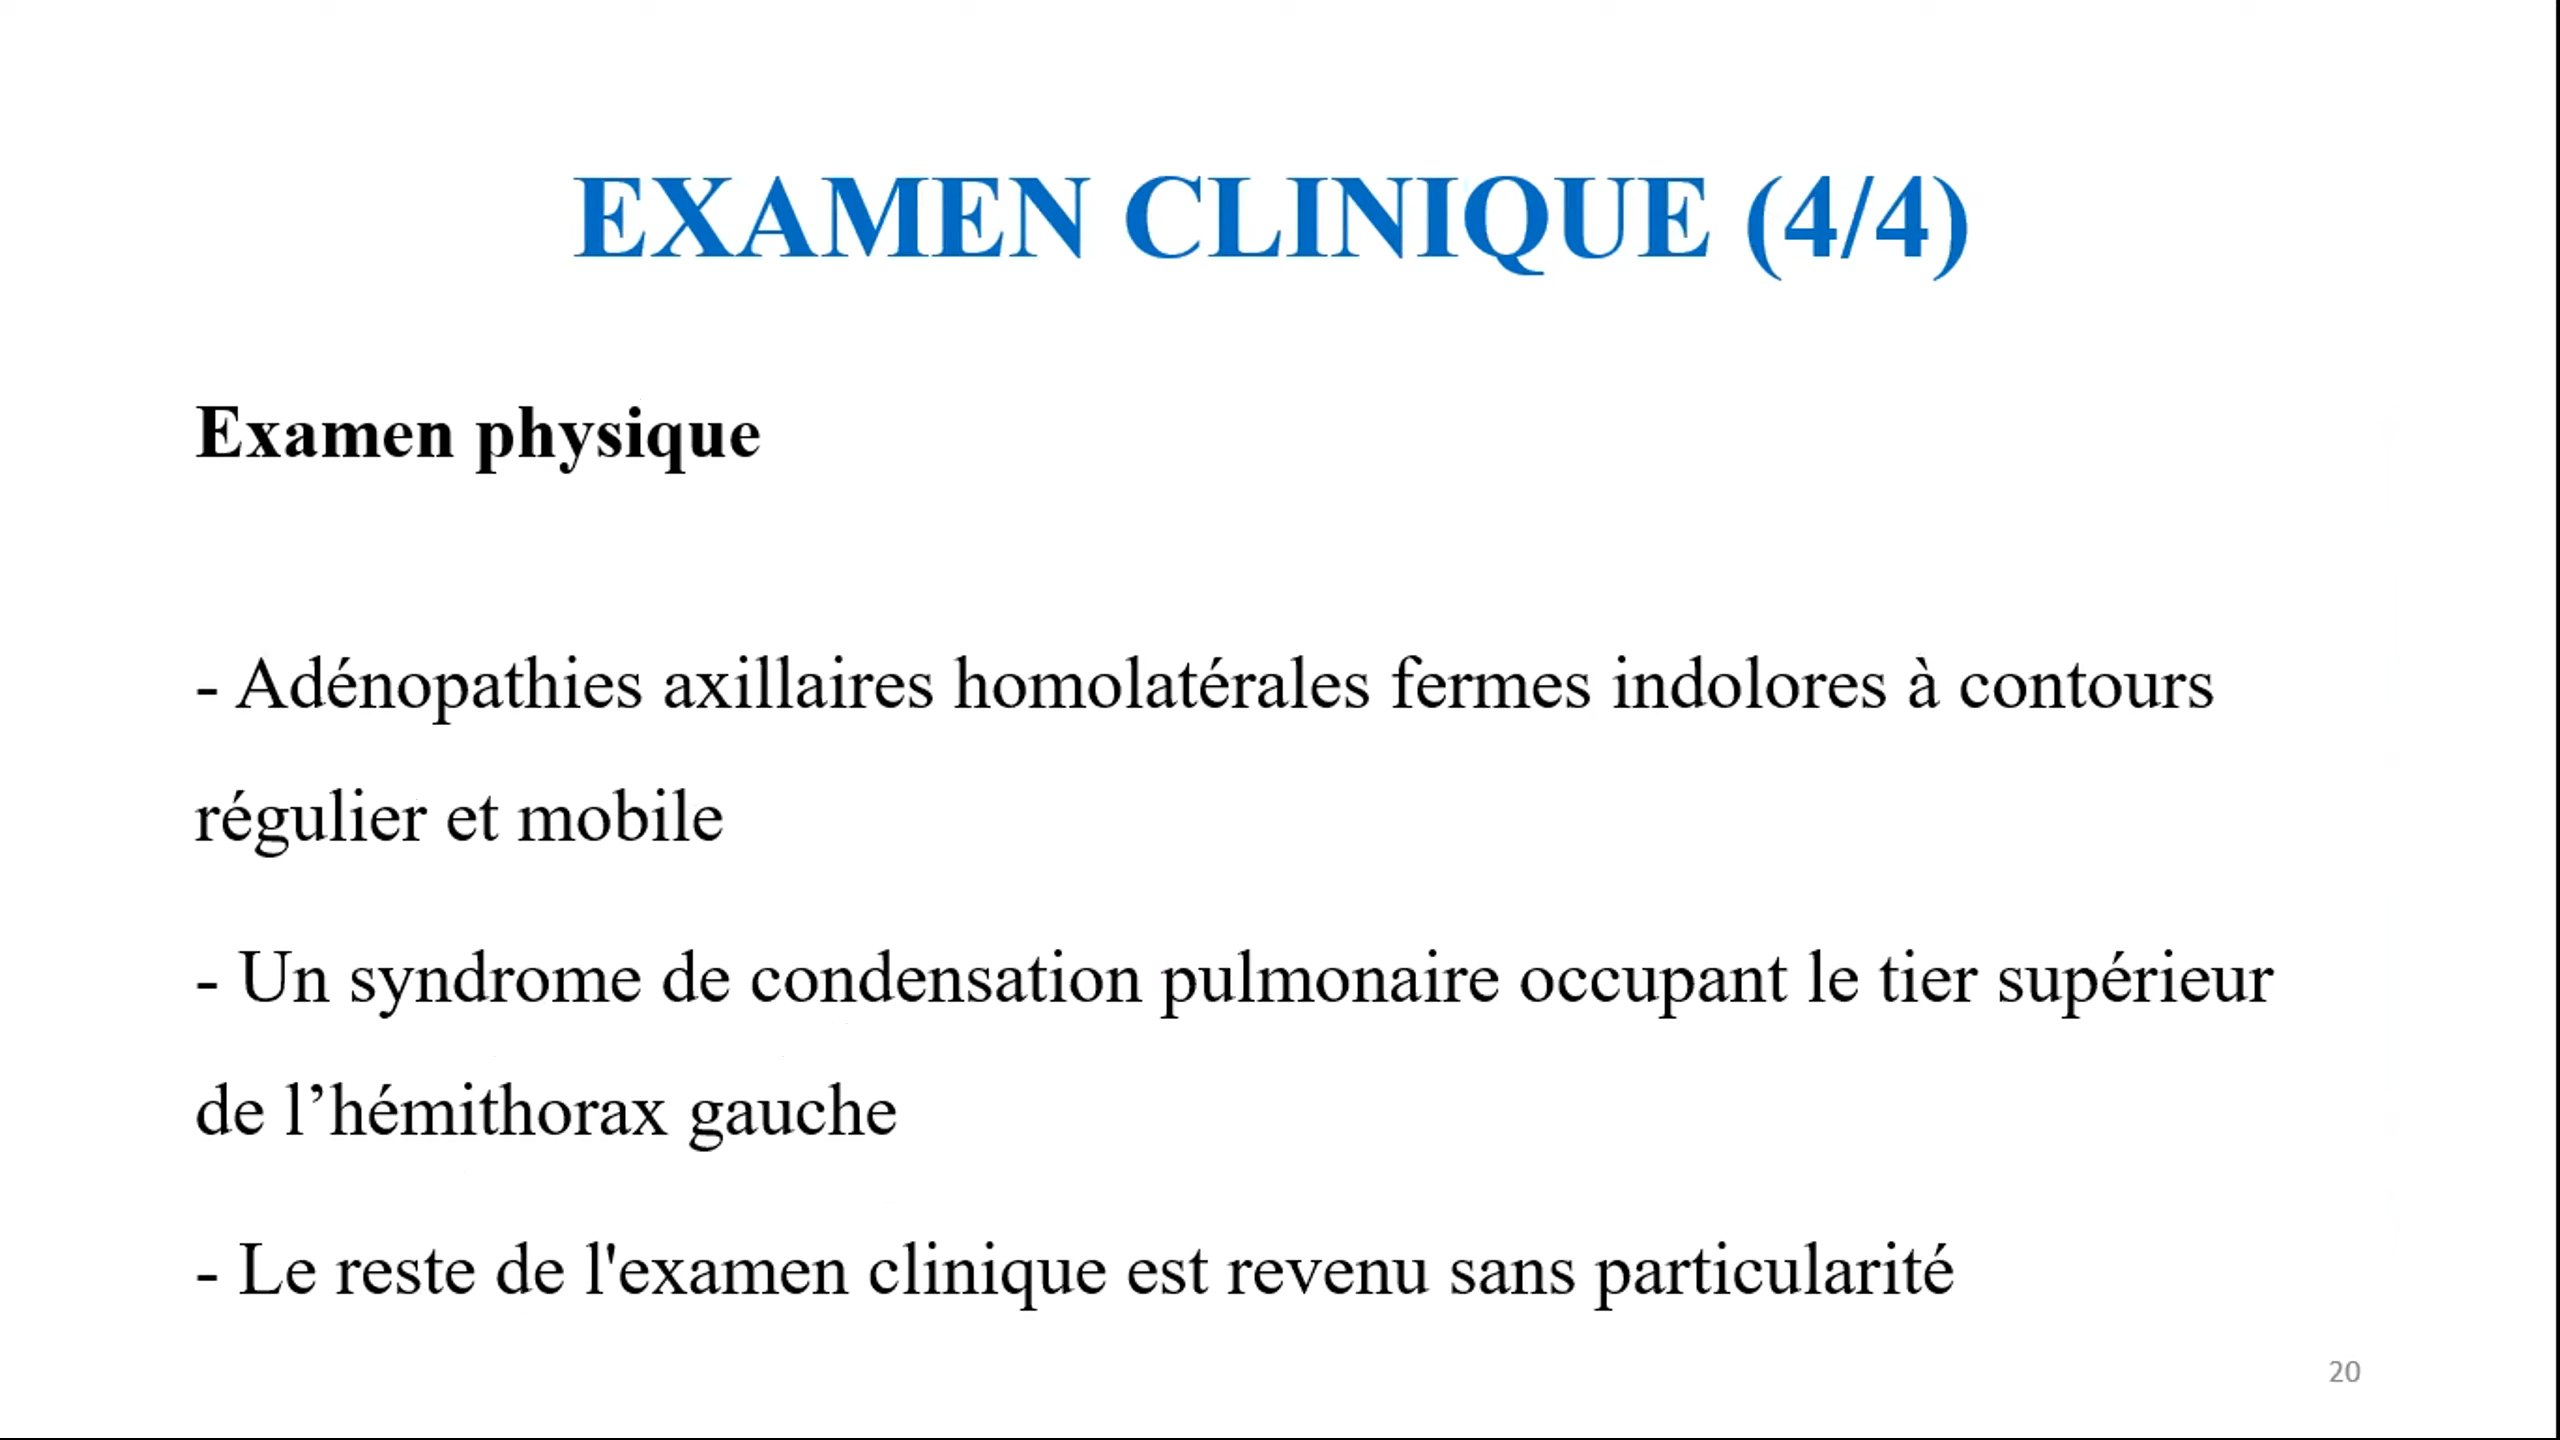 EXAMEN CLINIQUE (4/4)
Examen physique
- Adénopathies axillaires homolatérales fermes indolores à contours
régulier et mobile
- Un syndrome de condensation pulmonaire occupant le tier supérieur
de l’hémithorax gauche
- Le reste de l'examen clinique est revenu sans particularité
20